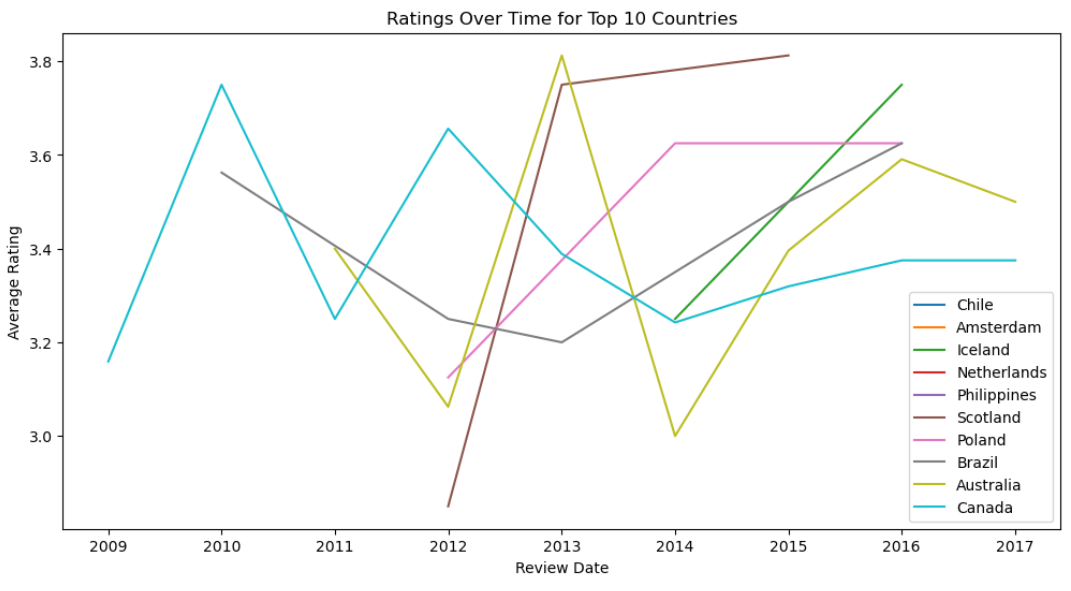 Ratings Over Time for Top 10 Countries
3.8
3.6
3.4
3.2
3.0
Average Rating
Chile
Amsterdam
Iceland
Netherlands
Philippines
Scotland
Poland
Brazil
Australia
Canada
2009 2010 2011 2012 2013 2014 2015 2016 2017
Review Date